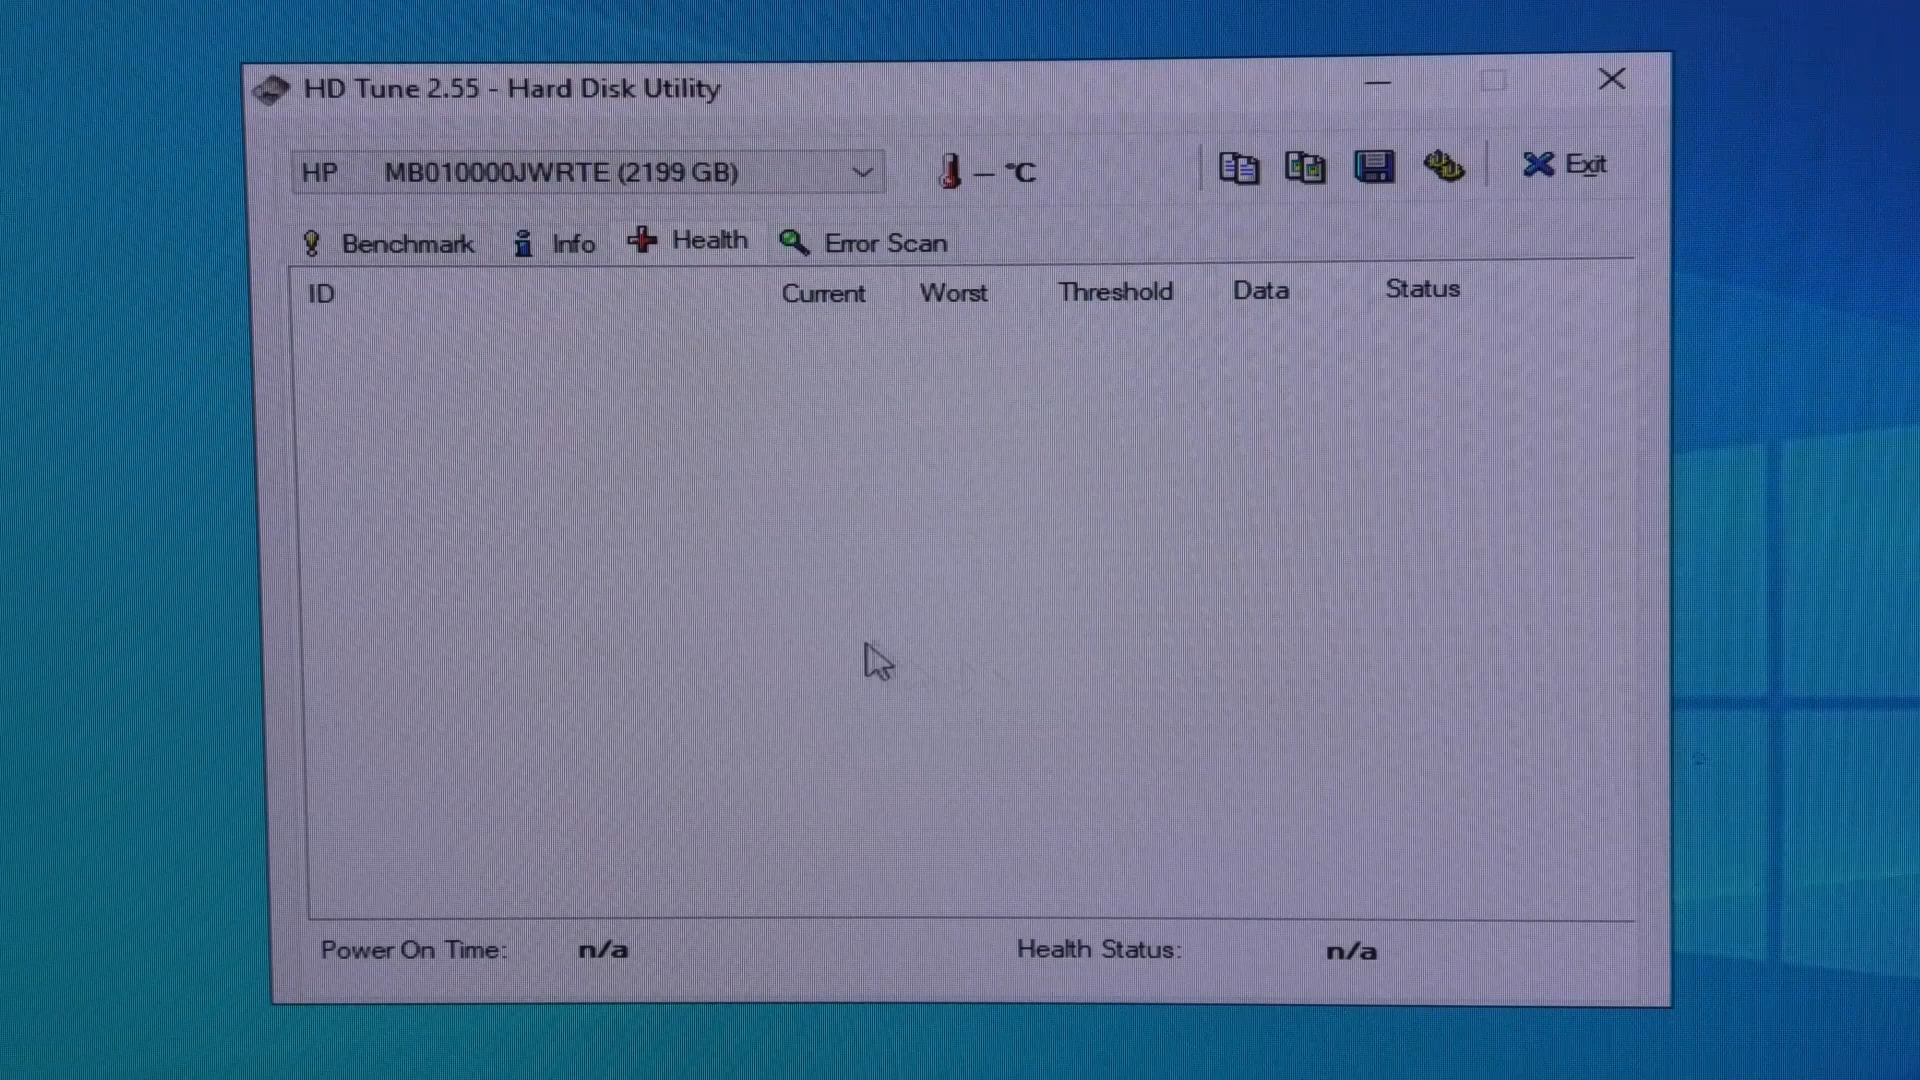 HD Tune 2.55 - Hard Disk Utility
HP MB010000JWRTE (2199 GB) – °C Exit
Benchmark Info Health Error Scan
ID Current Worst Threshold Data Status
Power On Time: n/a Health Status: n/a